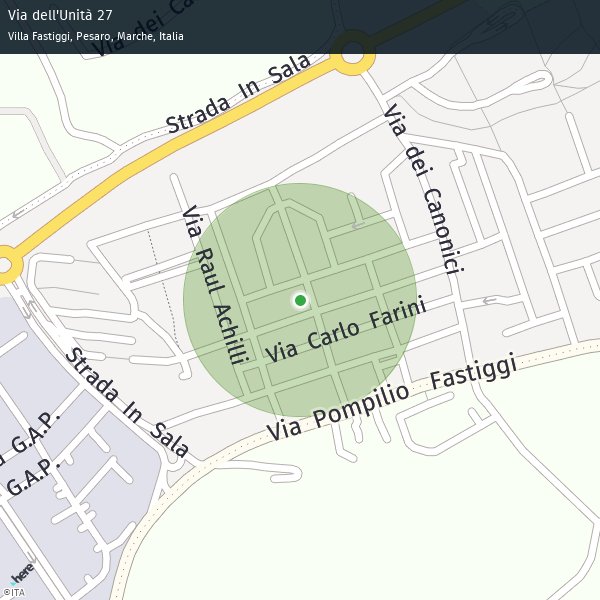 Via dell'Unità 27
Villa Fastiggi, Pesaro, Marche, Italia
Via dei Ca
Strada In Sala
Via dei Canonici
Via Raul Achilli
Via Carlo Farini
Via Pompilio Fastiggi
Strada In Sala
a G.A.P.
G.A.P.
here
©ITA